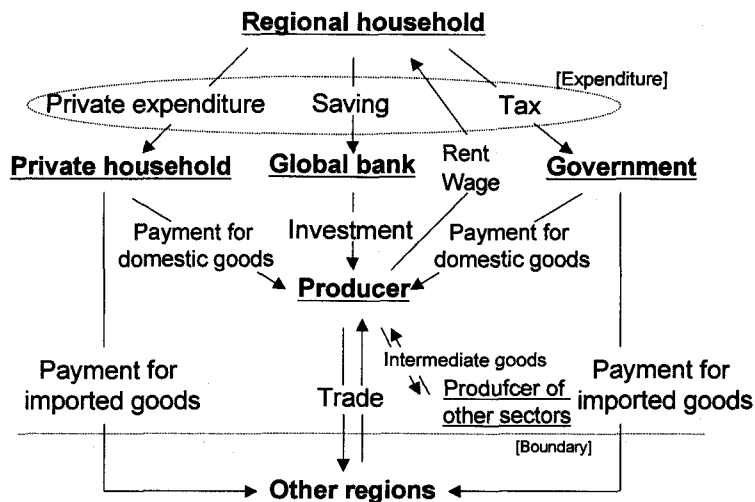 Regional household
[Expenditure]
Private expenditure
Saving
Tax
Private household
Global bank
Rent
Wage
Government
Payment for
domestic goods
Investment
Payment for
domestic goods
Producer
Payment for
imported goods
Trade
Intermediate goods
Produfcer of
other sectors
Payment for
imported goods
[Boundary]
Other regions